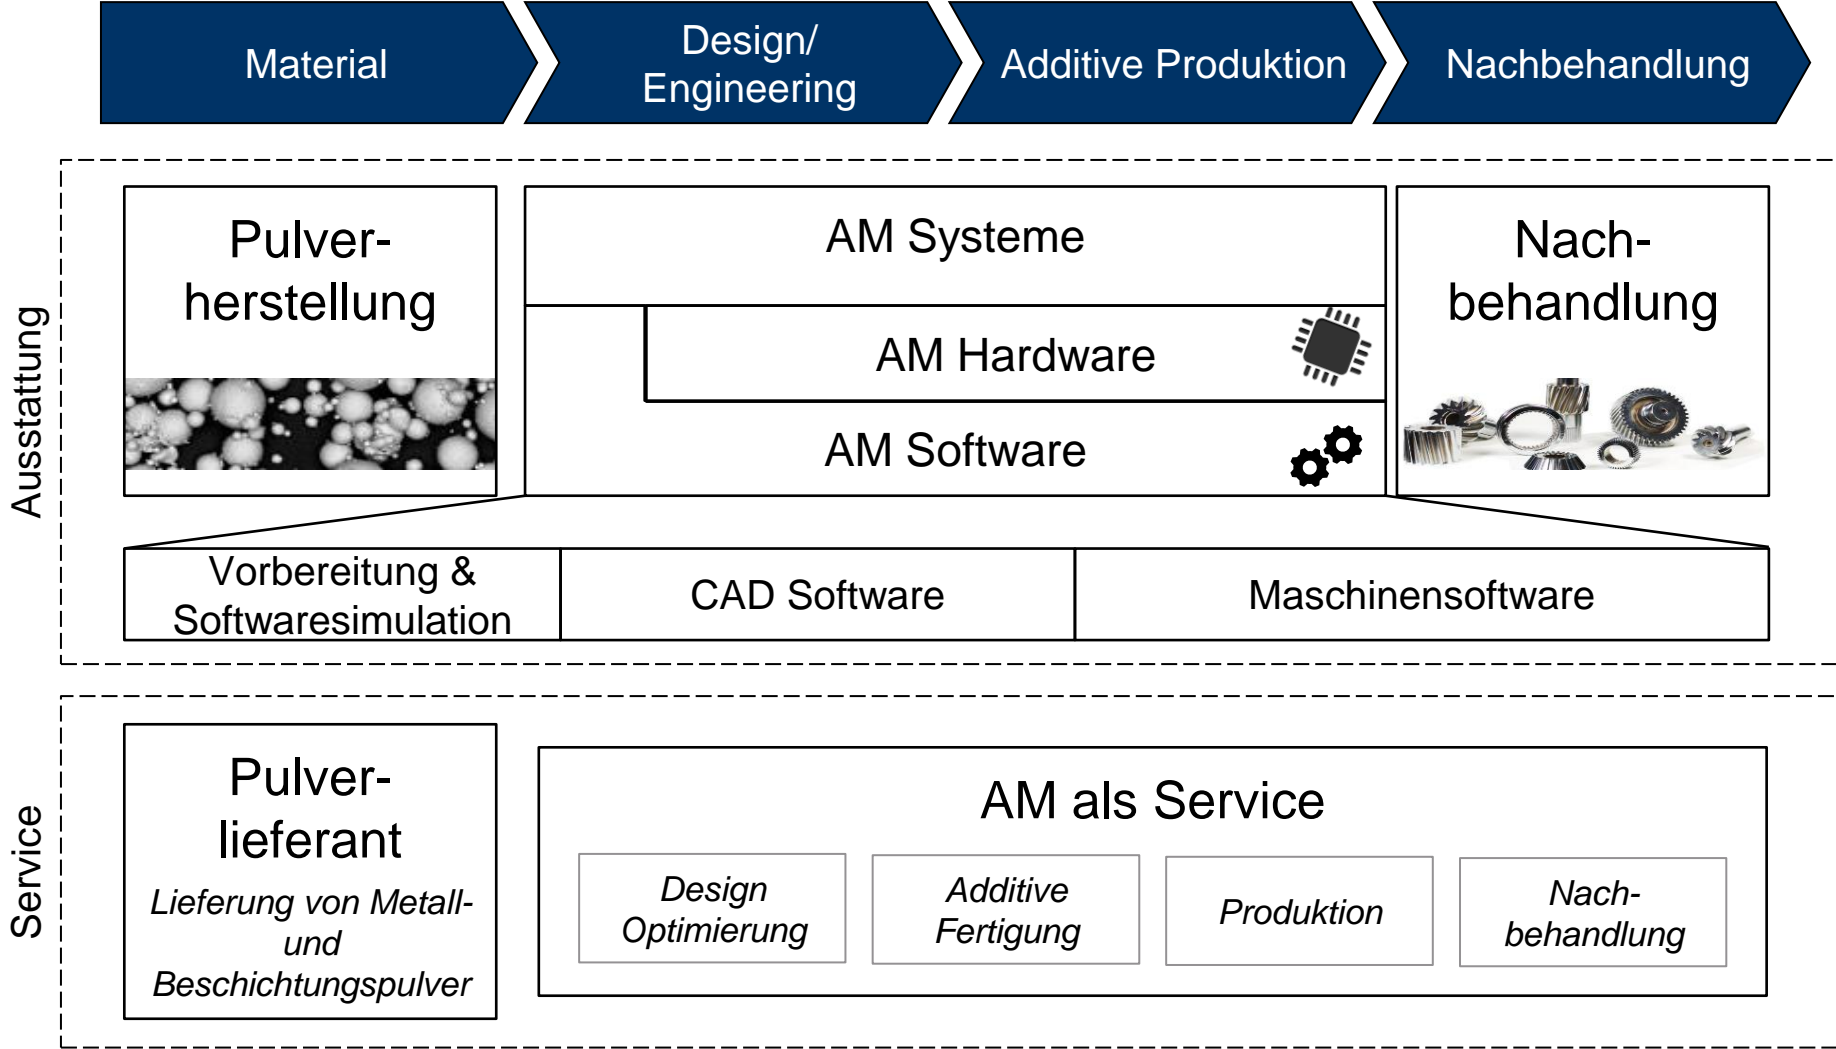 Material
Design/
Engineering
Additive Produktion
Nachbehandlung
Ausstattung
Pulver-
herstellung
AM Systeme
AM Hardware
AM Software
Nach-
behandlung
Vorbereitung &
Softwaresimulation
CAD Software
Maschinensoftware
Service
Pulver-
lieferant
Lieferung von Metall-
und
Beschichtungspulver
AM als Service
Design
Optimierung
Additive
Fertigung
Produktion
Nach-
behandlung